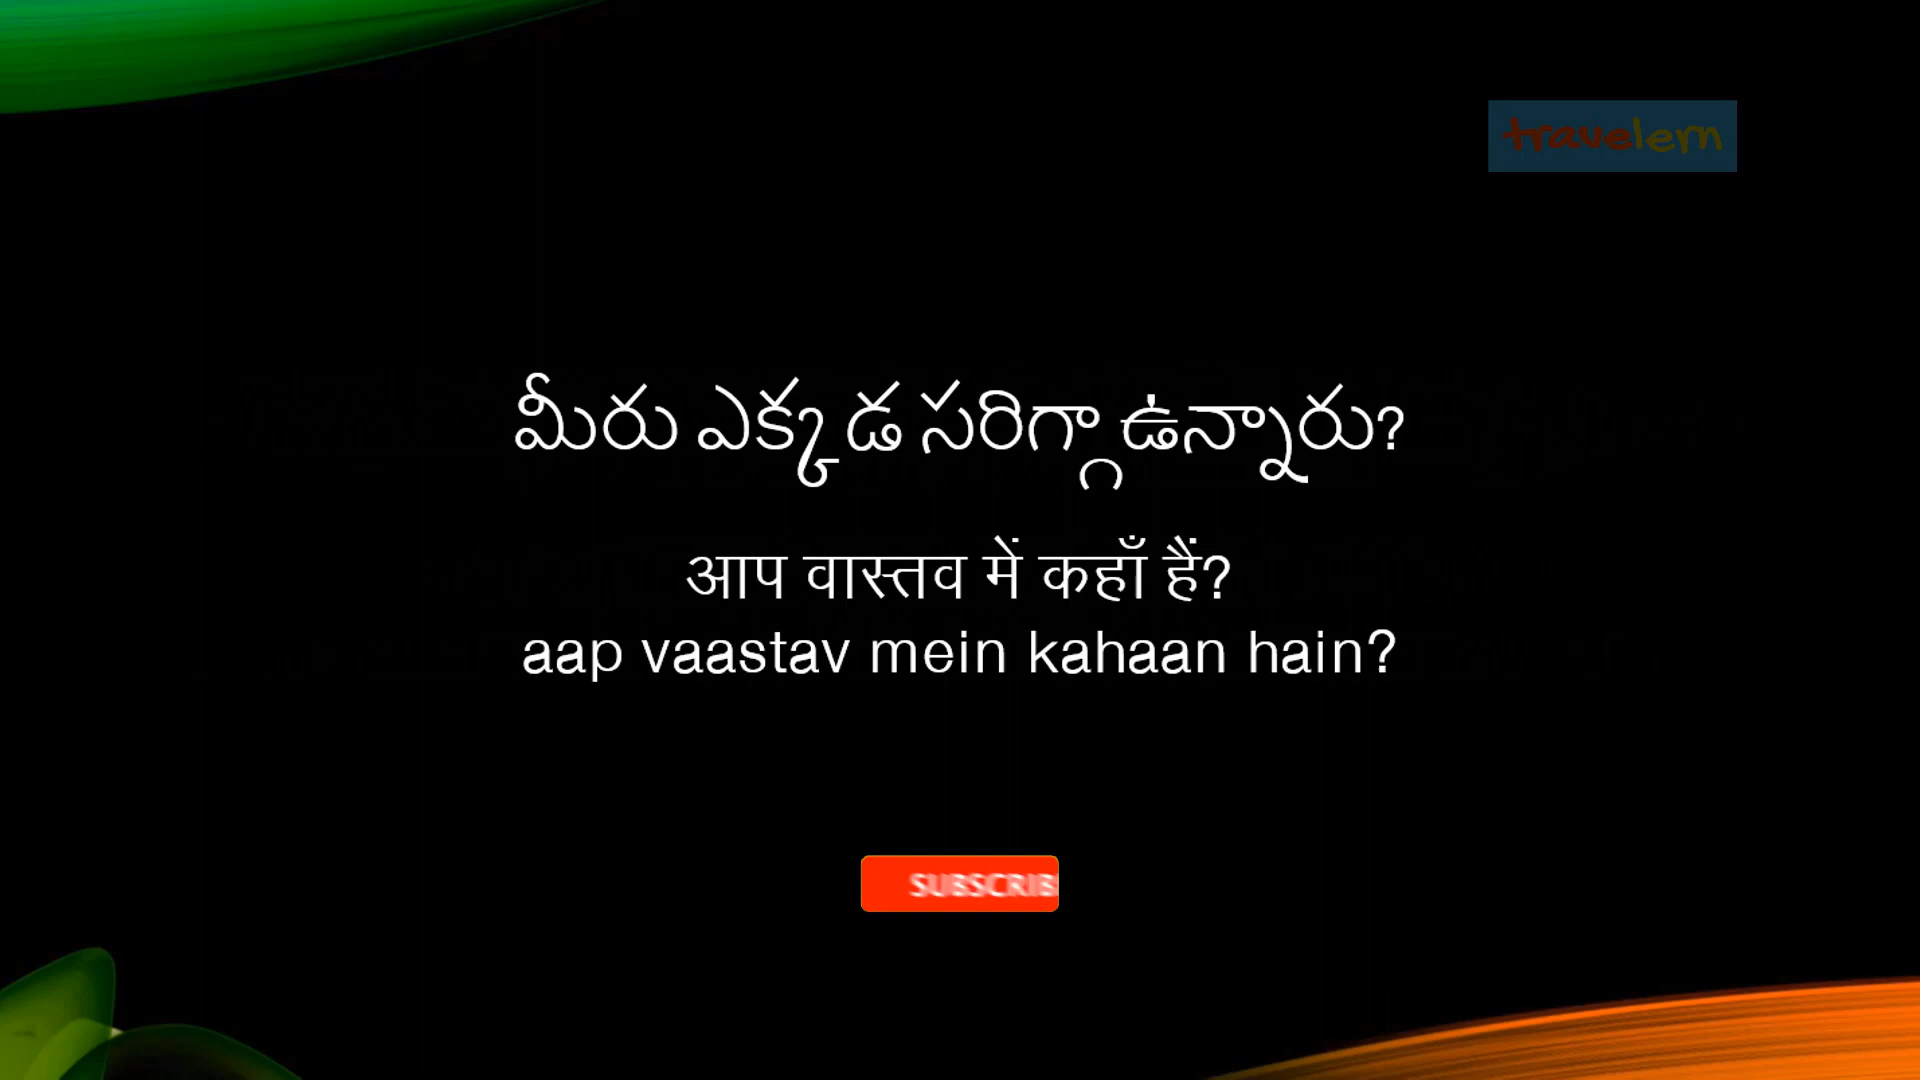 travelern
మీరు ఎక్కడ సరిగ్గా ఉన్నారు?
आप वास्तव में कहाँ हैं?
aap vaastav mein kahaan hain?
SUBSCRIB